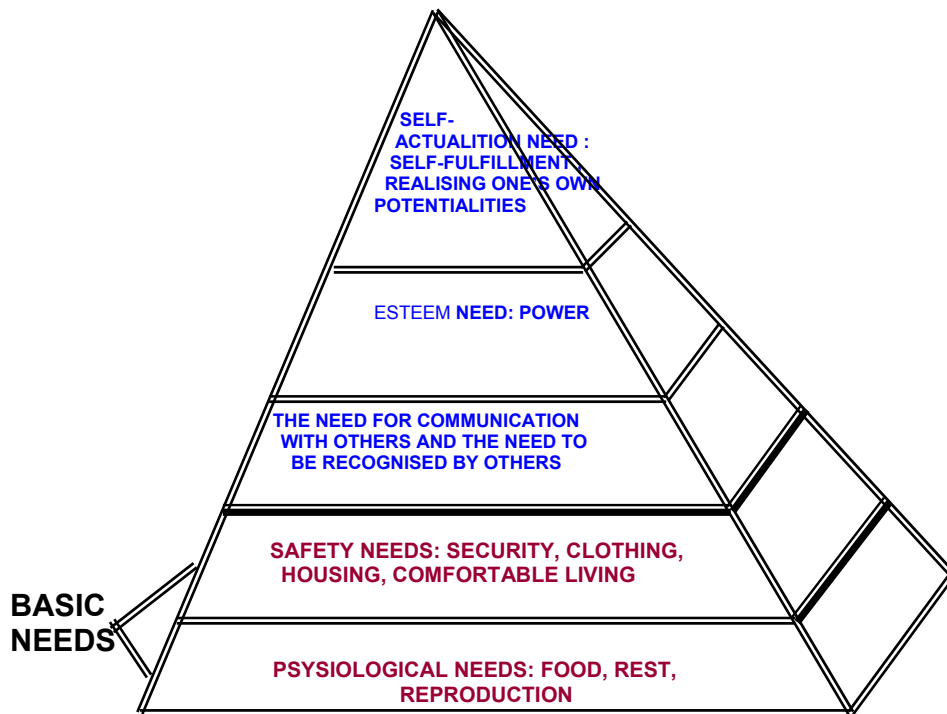 SELF-
ACTUALITION NEED :
SELF-FULFILLMENT ,
REALISING ONE'S OWN
POTENTIALITIES
ESTEEM NEED: POWER
THE NEED FOR COMMUNICATION
WITH OTHERS AND THE NEED TO
BE RECOGNISED BY OTHERS
SAFETY NEEDS: SECURITY, CLOTHING,
HOUSING, COMFORTABLE LIVING
BASIC
NEEDS
PSYSIOLOGICAL NEEDS: FOOD, REST,
REPRODUCTION